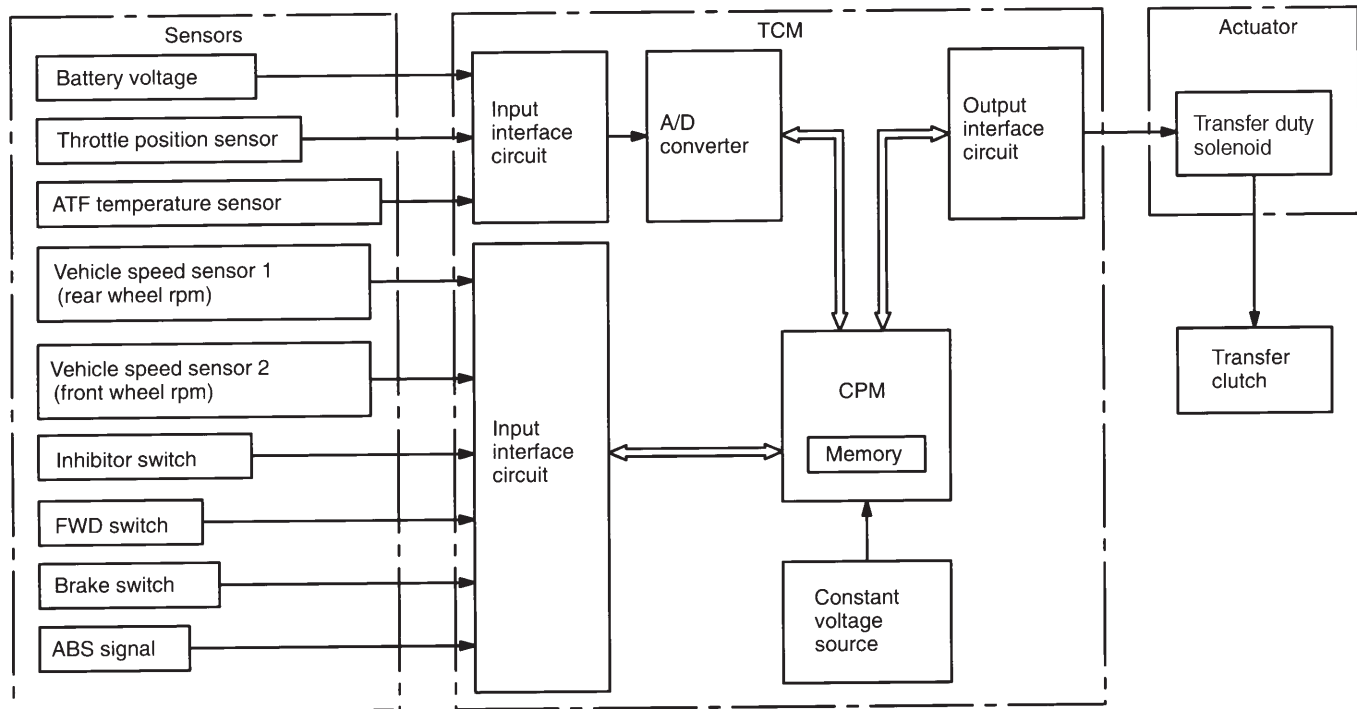 Sensors
Battery voltage
Throttle position sensor
ATF temperature sensor
Vehicle speed sensor 1
(rear wheel rpm)
Vehicle speed sensor 2
(front wheel rpm)
Inhibitor switch
FWD switch
Brake switch
ABS signal
TCM
Input
interface
circuit
A/D
converter
Output
interface
circuit
Input
interface
circuit
CPM
Memory
Constant
voltage
source
Actuator
Transfer duty
solenoid
Transfer
clutch